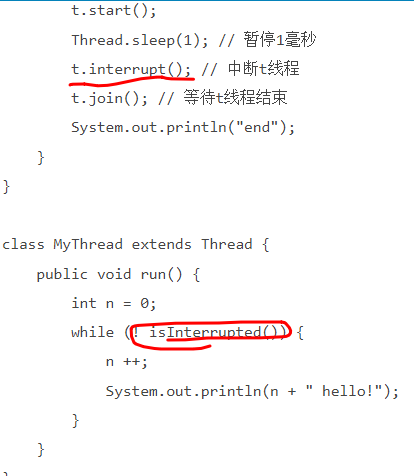 t.start();
Thread.sleep(1); // 暂停1毫秒
t.interrupt(); // 中断t线程
t.join(); // 等待t线程结束
System.out.println("end");
}
}
class MyThread extends Thread {
public void run() {
int n = 0;
while (! isInterrupted()) {
n ++;
System.out.println(n + " hello!");
}
}
}